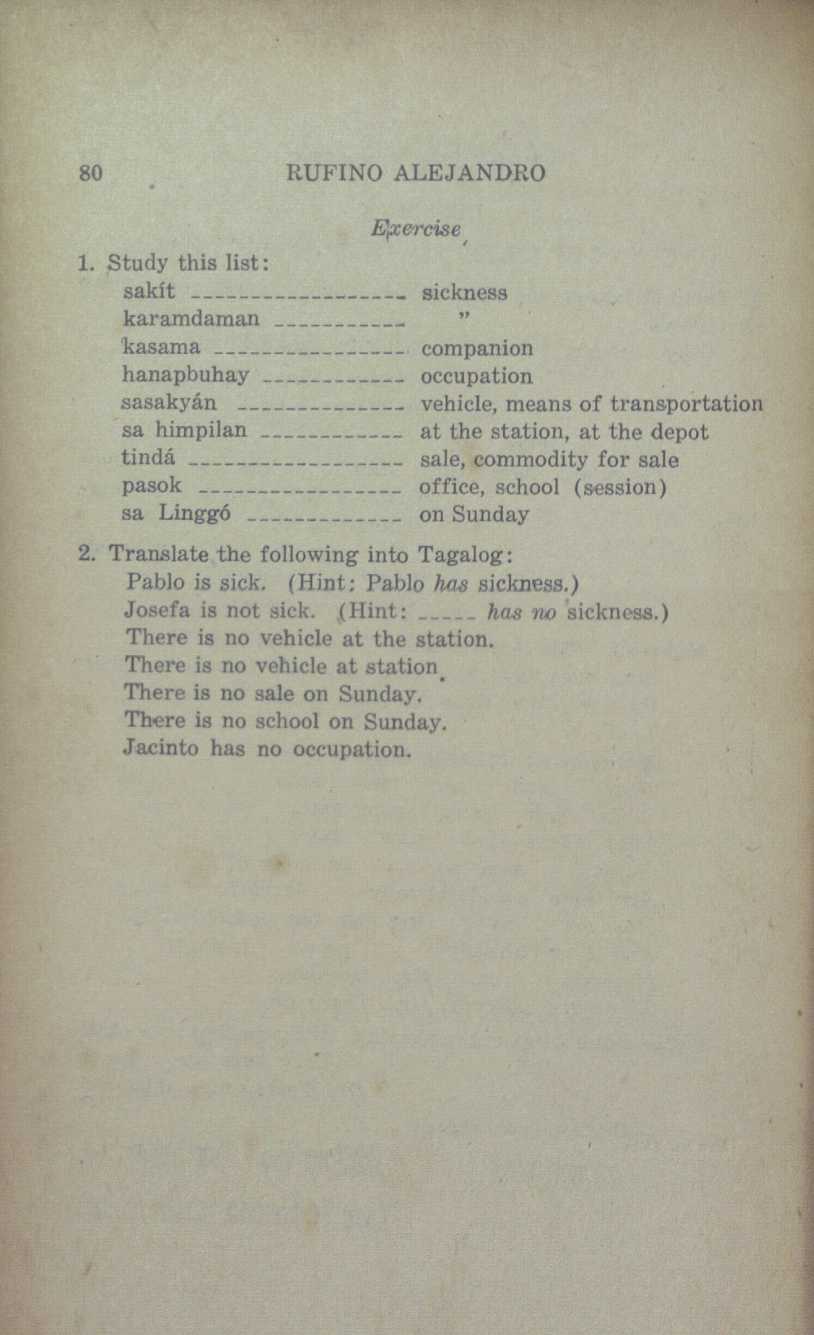 80 RUFINO ALEJANDRO
Exercise
1. Study this list:
sakít ------------------ sickness
karamdaman ----------- ”
kasama ---------------- companion
hanapbuhay ------------ occupation
sasakyán -------------- vehicle, means of transportation
sa himpilan ------------ at the station, at the depot
tindá ------------------ sale, commodity for sale
pasok ----------------- office, school (session)
sa Linggó ------------- on Sunday
2. Translate the following into Tagalog:
Pablo is sick. (Hint: Pablo has sickness.)
Josefa is not sick. (Hint: ----- has no sickness.)
There is no vehicle at the station.
There is no vehicle at station.
There is no sale on Sunday.
There is no school on Sunday.
Jacinto has no occupation.